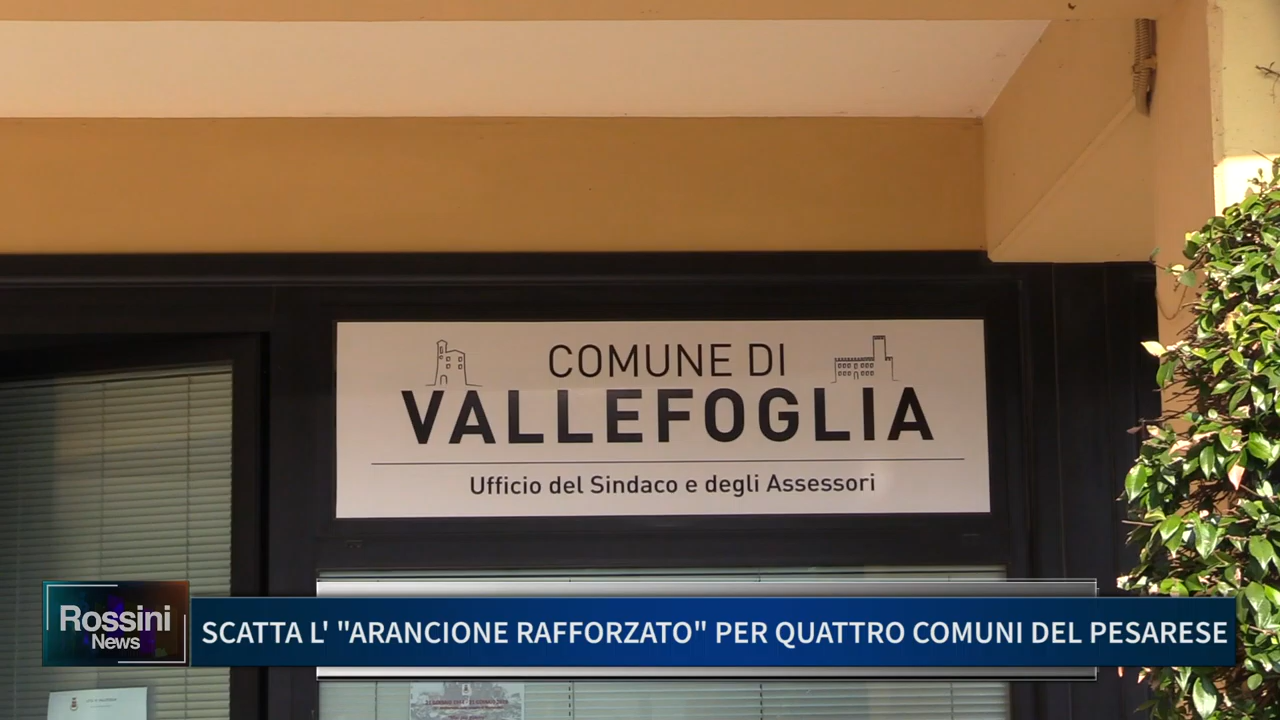 COMUNE DI
VALLEFOGLIA
Ufficio del Sindaco e degli Assessori
Rossini
News
SCATTA L' "ARANCIONE RAFFORZATO" PER QUATTRO COMUNI DEL PESARESE